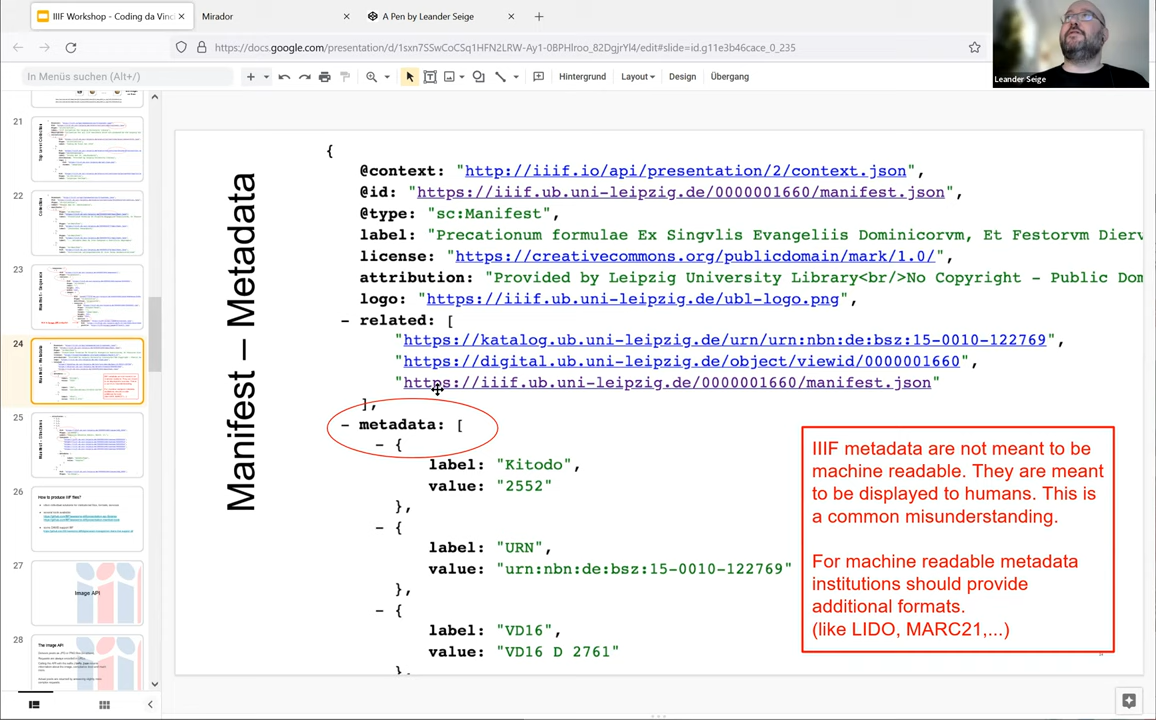 IIIF Workshop - Coding da Vinc
Mirador
A Pen by Leander Seige
https://docs.google.com/presentation/d/1sxn7SSwCoCSq1HFN2LRW-Ay1-0BPHIroo_82DgjrYl4/edit#slide=id.g11e3b46cace_0_235
Leander Seige
In Menüs suchen (Alt+/)
Hintergrund
Layout
Design
Übergang
21
22
23
24
25
26
How to produce IIIF files?
27
Image API
28
The Image API
Manifest – Metadata
{
@context: "http://iiif.io/api/presentation/2/context.json",
@id: "https://iiif.ub.uni-leipzig.de/0000001660/manifest.json",
@type: "sc:Manifest",
label: "Precationum formulae Ex Singvlis Evangeliis Dominicorvm, Et Festorvm Dierv
license: "https://creativecommons.org/publicdomain/mark/1.0/",
attribution: "Provided by Leipzig University Library<br/>No Copyright - Public Dom
logo: "https://iiif.ub.uni-leipzig.de/ubl-logo.png",
- related: [
"https://katalog.ub.uni-leipzig.de/urn/urn:nbn:de:bsz:15-0010-122769",
"https://digital.ub.uni-leipzig.de/object/viewid/0000001660",
"https://iiif.ub.uni-leipzig.de/0000001660/manifest.json"
],
- metadata: [
- {
label: "Kitodo",
value: "2552"
},
- {
label: "URN",
value: "urn:nbn:de:bsz:15-0010-122769"
},
- {
label: "VD16",
value: "VD16 D 2761"
},
IIIF metadata are not meant to be
machine readable. They are meant
to be displayed to humans. This is
a common misunderstanding.
For machine readable metadata
institutions should provide
additional formats.
(like LIDO, MARC21,...)